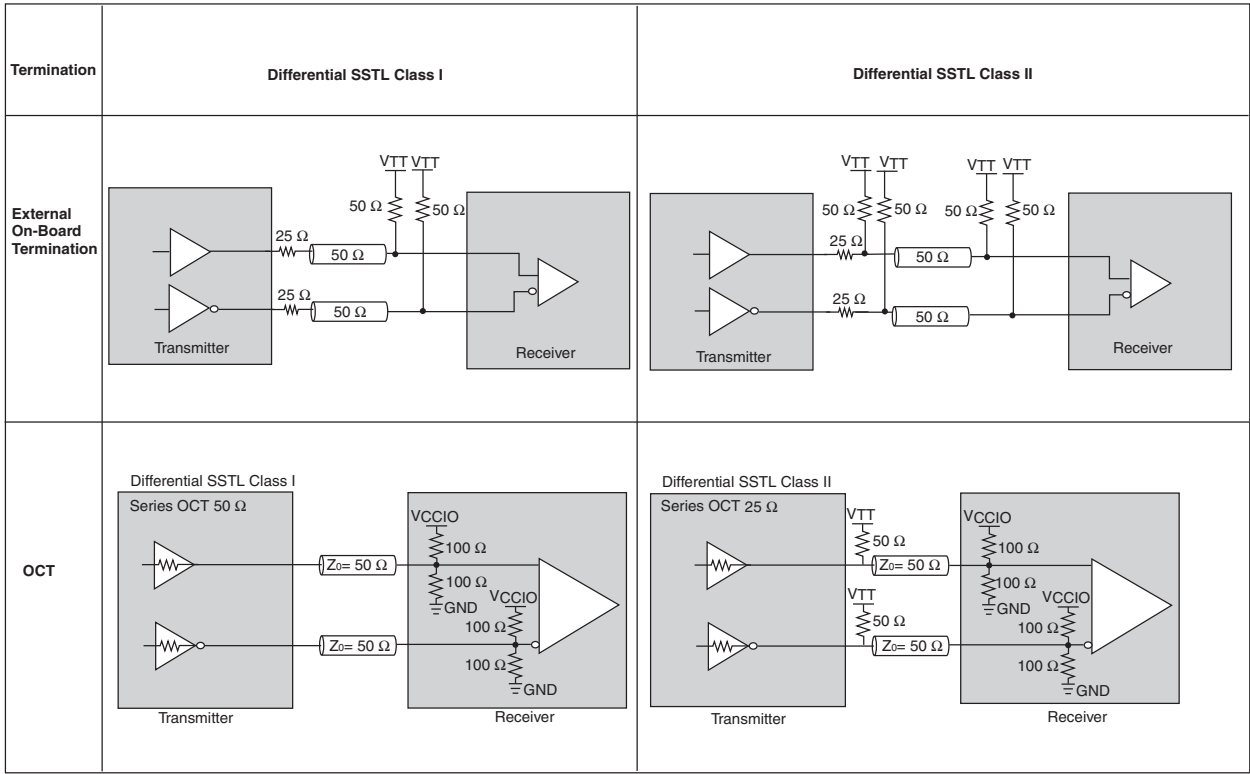 Termination
Differential SSTL Class I
Differential SSTL Class II
External
On-Board
Termination
VTT VTT
50 Ω
50 Ω
25 Ω
50 Ω
25 Ω
50 Ω
Transmitter
Receiver
VTT VTT
VTT VTT
50 Ω
50 Ω
50 Ω
50 Ω
25 Ω
50 Ω
25 Ω
50 Ω
Transmitter
Receiver
OCT
Differential SSTL Class I
Series OCT 50 Ω
VCCIO
100 Ω
Z0= 50 Ω
100 Ω
GND
VCCIO
100 Ω
Z0= 50 Ω
100 Ω
GND
Transmitter
Receiver
Differential SSTL Class II
Series OCT 25 Ω
VTT
50 Ω
VCCIO
100 Ω
Z0= 50 Ω
100 Ω
GND
VTT
50 Ω
VCCIO
100 Ω
Z0= 50 Ω
100 Ω
GND
Transmitter
Receiver